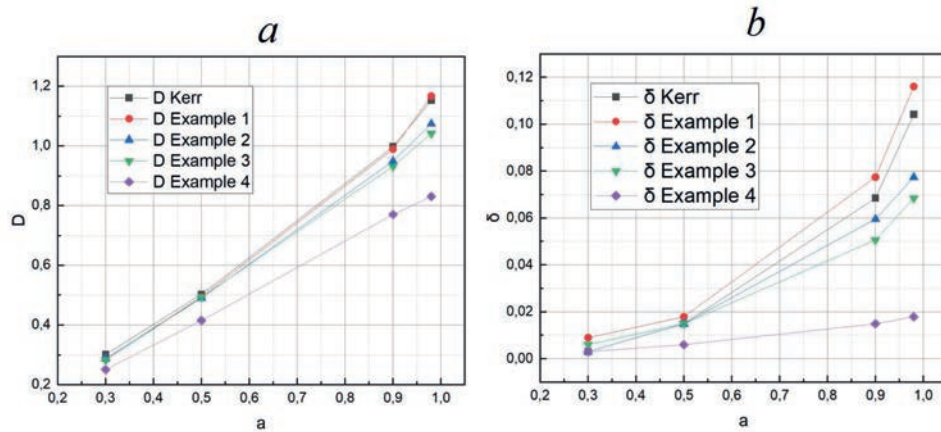 a
b
1,2
1,0
0,8
0,6
0,4
0,2
D
D Kerr
D Example 1
D Example 2
D Example 3
D Example 4
0,2 0,3 0,4 0,5 0,6 0,7 0,8 0,9 1,0
a
0,12
0,10
0,08
0,06
0,04
0,02
0,00
δ
δ Kerr
δ Example 1
δ Example 2
δ Example 3
δ Example 4
0,2 0,3 0,4 0,5 0,6 0,7 0,8 0,9 1,0
a